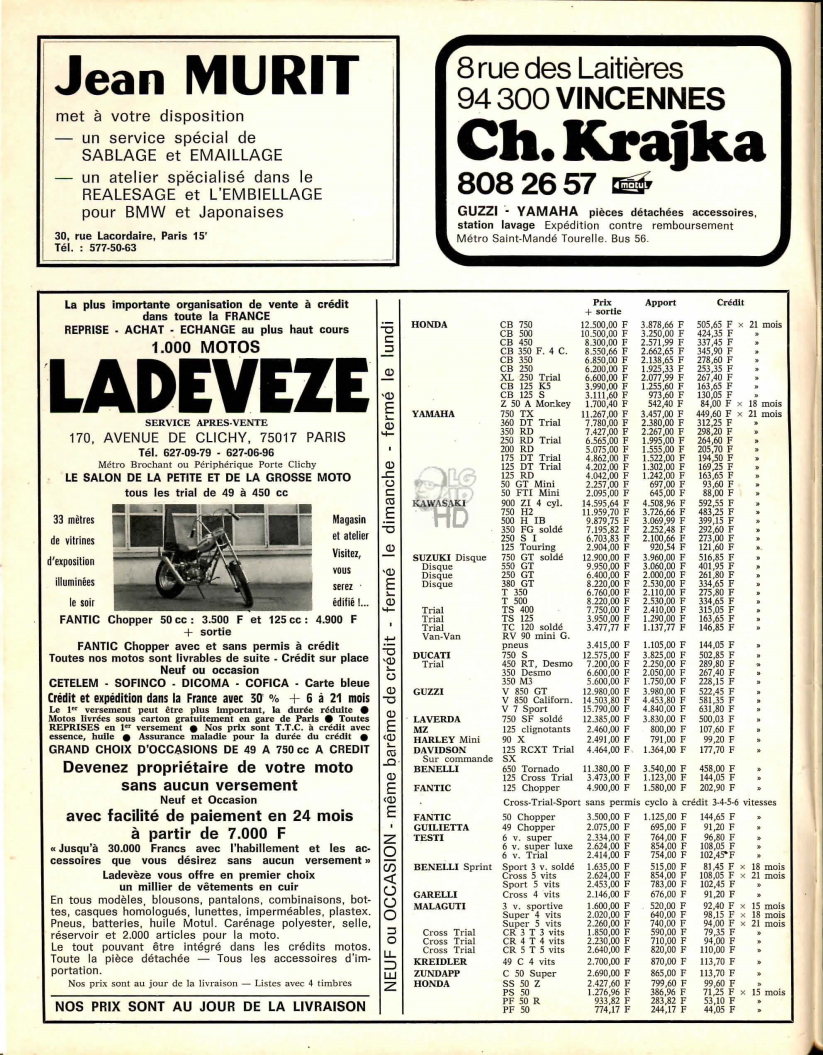 Jean MURIT
met à votre disposition
— un service spécial de
SABLAGE et EMAILLAGE
— un atelier spécialisé dans le
REALESAGE et L'EMBIELLAGE
pour BMW et Japonaises
30, rue Lacordaire, Paris 15'
Tél. : 577-50-63
8 rue des Laitières
94 300 VINCENNES
Ch. Krajka
808 26 57 motul
GUZZI - YAMAHA pièces détachées accessoires,
station lavage Expédition contre remboursement
Métro Saint-Mandé Tourelle. Bus 56.
La plus importante organisation de vente à crédit
dans toute la FRANCE
REPRISE - ACHAT - ECHANGE au plus haut cours
1.000 MOTOS
LADEVEZE
SERVICE APRES-VENTE
170, AVENUE DE CLICHY, 75017 PARIS
Tél. 627-09-79 - 627-06-96
Métro Brochant ou Périphérique Porte Clichy
LE SALON DE LA PETITE ET DE LA GROSSE MOTO
tous les trial de 49 à 450 cc
33 mètres
de vitrines
d'exposition
illuminées
le soir
Magasin
et atelier
Visitez,
vous
serez
édifié !...
FANTIC Chopper 50 cc : 3.500 F et 125 cc : 4.900 F
+ sortie
FANTIC Chopper avec et sans permis à crédit
Toutes nos motos sont livrables de suite - Crédit sur place
Neuf ou occasion
CETELEM - SOFINCO - DICOMA - COFICA - Carte bleue
Crédit et expédition dans la France avec 30 % + 6 à 21 mois
Le 1er versement peut être plus important, la durée réduite ●
Motos livrées sous carton gratuitement en gare de Paris ● Toutes
REPRISES en 1er versement ● Nos prix sont T.T.C. à crédit avec
essence, huile ● Assurance maladie pour la durée du crédit ●
GRAND CHOIX D'OCCASIONS DE 49 A 750 cc A CREDIT
Devenez propriétaire de votre moto
sans aucun versement
Neuf et Occasion
avec facilité de paiement en 24 mois
à partir de 7.000 F
« Jusqu'à 30.000 Francs avec l'habillement et les ac-
cessoires que vous désirez sans aucun versement »
Ladevèze vous offre en premier choix
un millier de vêtements en cuir
En tous modèles, blousons, pantalons, combinaisons, bot-
tes, casques homologués, lunettes, imperméables, plastex.
Pneus, batteries, huile Motul. Carénage polyester, selle,
réservoir et 2.000 articles pour la moto.
Le tout pouvant être intégré dans les crédits motos.
Toute la pièce détachée — Tous les accessoires d'im-
portation.
Nos prix sont au jour de la livraison — Listes avec 4 timbres
NOS PRIX SONT AU JOUR DE LA LIVRAISON
NEUF ou OCCASION - même barême de crédit - fermé le dimanche - fermé le lundi
Prix + sortie Apport Crédit
HONDA CB 750 12.500,00 F 3.878,66 F 505,65 F × 21 mois
CB 500 10.500,00 F 3.250,00 F 424,35 F »
CB 450 8.300,00 F 2.571,99 F 337,45 F »
CB 350 F. 4 C. 8.550,66 F 2.662,65 F 345,90 F »
CB 350 6.850,00 F 2.138,65 F 278,60 F »
CB 250 6.200,00 F 1.925,33 F 253,35 F »
XL 250 Trial 6.600,00 F 2.077,99 F 267,40 F »
CB 125 K5 3.990,00 F 1.255,60 F 163,65 F »
CB 125 S 3.111,60 F 973,60 F 130,05 F »
Z 50 A Monkey 1.700,40 F 542,40 F 84,00 F × 18 mois
YAMAHA 750 TX 11.267,00 F 3.457,00 F 449,60 F × 21 mois
360 DT Trial 7.780,00 F 2.380,00 F 312,25 F »
350 RD 7.427,00 F 2.267,00 F 298,20 F »
250 RD Trial 6.565,00 F 1.995,00 F 264,60 F »
200 RD 5.075,00 F 1.555,00 F 205,70 F »
175 DT Trial 4.862,00 F 1.522,00 F 194,50 F »
125 DT Trial 4.202,00 F 1.302,00 F 169,25 F »
125 RD 4.042,00 F 1.242,00 F 163,65 F »
50 GT Mini 2.257,00 F 697,00 F 93,60 F »
50 FTI Mini 2.095,00 F 645,00 F 88,00 F »
KAWASAKI 900 ZI 4 cyl. 14.595,64 F 4.508,96 F 592,55 F »
750 H2 11.959,70 F 3.726,66 F 483,25 F »
500 H IB 9.879,75 F 3.069,99 F 399,15 F »
350 FG soldé 7.195,82 F 2.252,48 F 292,60 F »
250 S I 6.703,83 F 2.100,66 F 273,00 F »
125 Touring 2.904,00 F 920,54 F 121,60 F »
SUZUKI Disque 750 GT soldé 12.900,00 F 3.960,00 F 516,85 F »
Disque 550 GT 9.950,00 F 3.060,00 F 401,95 F »
Disque 250 GT 6.400,00 F 2.000,00 F 261,80 F »
Disque 380 GT 8.220,00 F 2.530,00 F 334,65 F »
T 350 6.760,00 F 2.110,00 F 275,80 F »
T 500 8.220,00 F 2.530,00 F 334,65 F »
Trial TS 400 7.750,00 F 2.410,00 F 315,05 F »
Trial TS 125 3.950,00 F 1.290,00 F 163,65 F »
Trial TC 120 soldé 3.477,77 F 1.137,77 F 146,85 F »
Van-Van RV 90 mini G.
pneus 3.415,00 F 1.105,00 F 144,05 F »
DUCATI 750 S 12.575,00 F 3.825,00 F 502,85 F »
Trial 450 RT, Desmo 7.200,00 F 2.250,00 F 289,80 F »
350 Desmo 6.600,00 F 2.050,00 F 267,40 F »
350 M3 5.600,00 F 1.750,00 F 228,15 F »
GUZZI V 850 GT 12.980,00 F 3.980,00 F 522,45 F »
V 850 Californ. 14.503,80 F 4.453,80 F 581,35 F »
V 7 Sport 15.790,00 F 4.840,00 F 631,80 F »
LAVERDA 750 SF soldé 12.385,00 F 3.830,00 F 500,03 F »
MZ 125 clignotants 2.460,00 F 800,00 F 107,60 F »
HARLEY Mini 90 X 2.491,00 F 791,00 F 99,20 F »
DAVIDSON 125 RCXT Trial 4.464,00 F 1.364,00 F 177,70 F »
Sur commande SX
BENELLI 650 Tornado 11.380,00 F 3.540,00 F 458,00 F »
125 Cross Trial 3.473,00 F 1.123,00 F 144,05 F »
FANTIC 125 Chopper 4.900,00 F 1.580,00 F 202,90 F »
Cross-Trial-Sport sans permis cyclo à crédit 3-4-5-6 vitesses
FANTIC 50 Chopper 3.500,00 F 1.125,00 F 144,65 F »
GUILIETTA 49 Chopper 2.075,00 F 695,00 F 91,20 F »
TESTI 6 v. super 2.334,00 F 764,00 F 96,80 F »
6 v. super luxe 2.624,00 F 854,00 F 108,05 F »
6 v. Trial 2.414,00 F 754,00 F 102,45 F »
BENELLI Sprint Sport 3 v. soldé 1.635,00 F 515,00 F 81,45 F × 18 mois
Cross 5 vits 2.624,00 F 854,00 F 108,05 F × 21 mois
Sport 5 vits 2.453,00 F 783,00 F 102,45 F »
GARELLI Cross 4 vits 2.146,00 F 676,00 F 91,20 F »
MALAGUTI 3 v. sportive 1.600,00 F 520,00 F 92,40 F × 15 mois
Super 4 vits 2.020,00 F 640,00 F 98,15 F × 18 mois
Super 5 vits 2.260,00 F 740,00 F 94,00 F × 21 mois
Cross Trial CR 3 T 3 vits 1.850,00 F 590,00 F 79,35 F »
Cross Trial CR 4 T 4 vits 2.230,00 F 710,00 F 94,00 F »
Cross Trial CR 5 T 5 vits 2.640,00 F 820,00 F 110,00 F »
KREIDLER 49 C 4 vits 2.700,00 F 870,00 F 113,70 F »
ZUNDAPP C 50 Super 2.690,00 F 865,00 F 113,70 F »
HONDA SS 50 Z 2.427,60 F 799,60 F 99,60 F »
PS 50 1.276,96 F 386,96 F 71,25 F × 15 mois
PF 50 R 933,82 F 283,82 F 53,10 F »
PF 50 774,17 F 244,17 F 44,05 F »